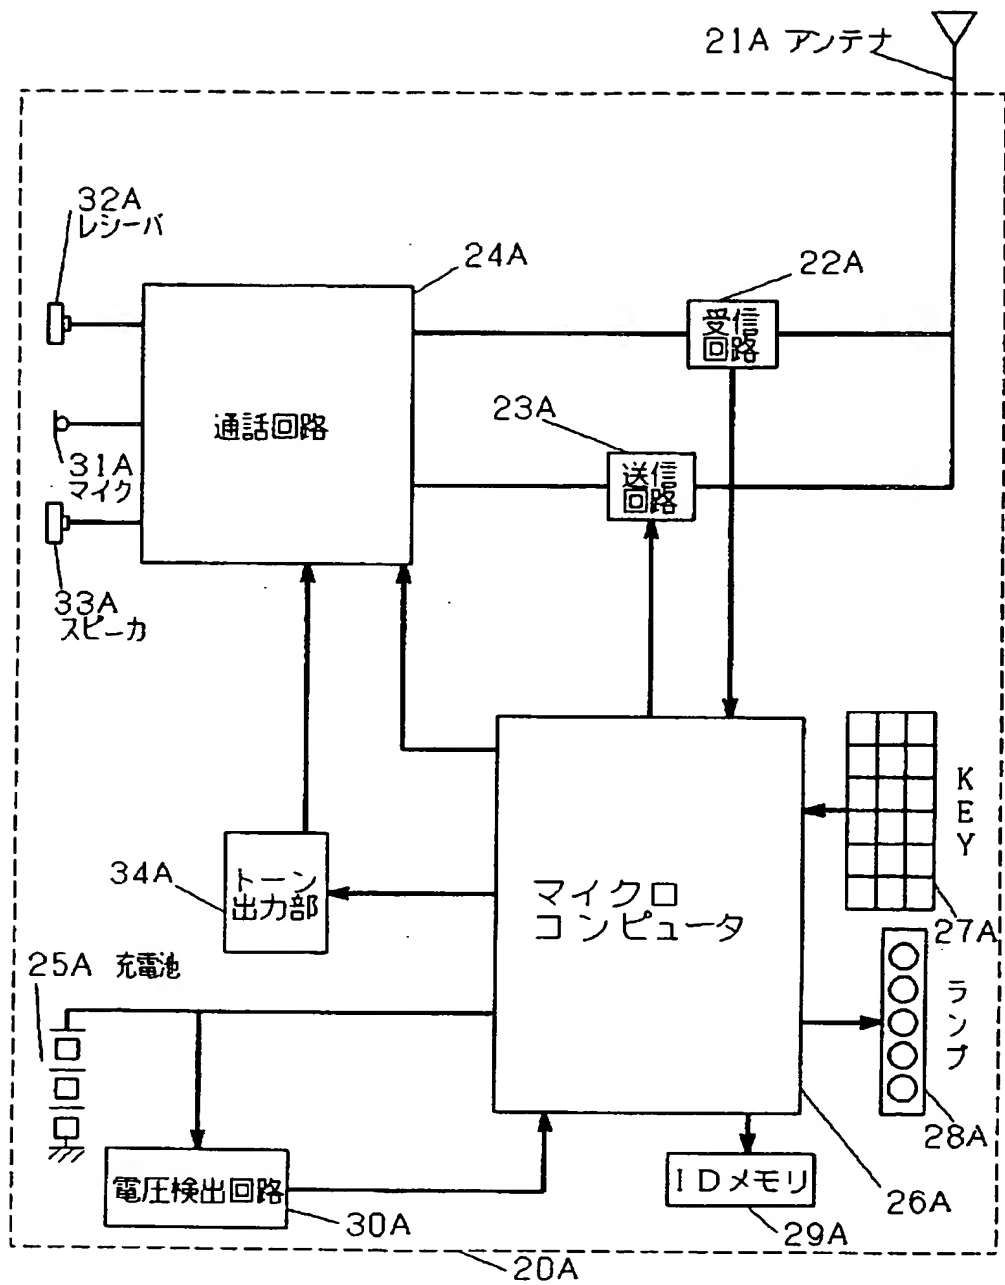 21A アンテナ
32A
レシーバ
24A
22A
受信
回路
通話回路
23A
送信
回路
31A
マイク
33A
スピーカ
KEY
34A
トーン
出力部
マイクロ
コンピュータ
27A
25A 充電池
ランプ
28A
電圧検出回路
30A
IDメモリ
26A
29A
20A